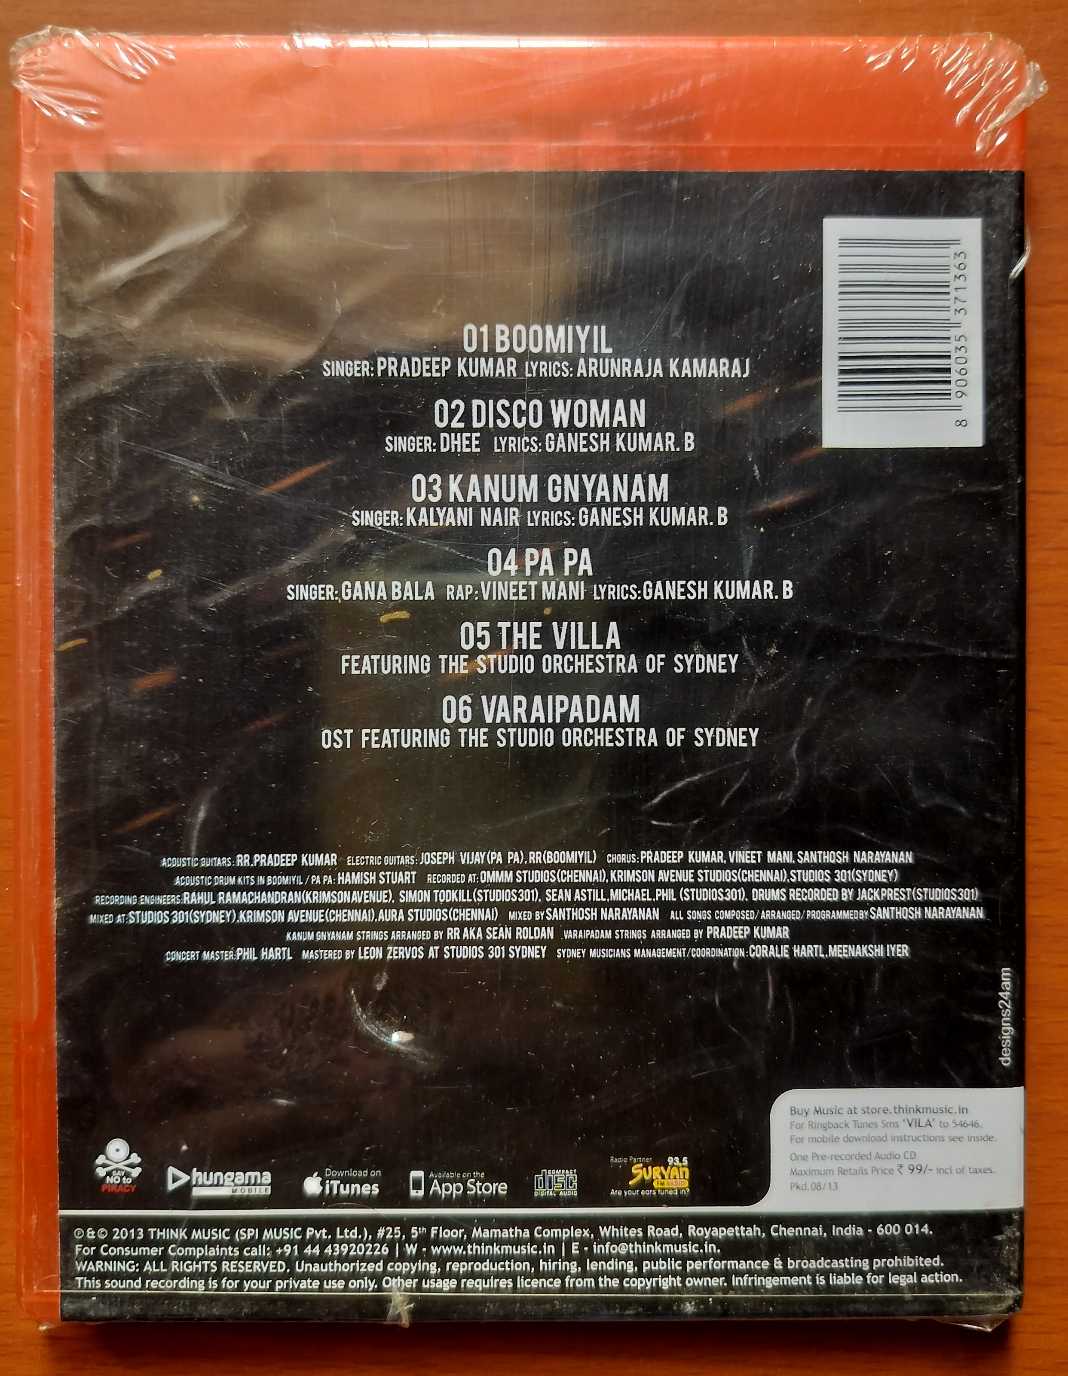 8 906035 371363
01 BOOMIYIL
SINGER: PRADEEP KUMAR LYRICS: ARUNRAJA KAMARAJ
02 DISCO WOMAN
SINGER: DHEE LYRICS: GANESH KUMAR. B
03 KANUM GNYANAM
SINGER: KALYANI NAIR LYRICS: GANESH KUMAR. B
04 PA PA
SINGER: GANA BALA RAP: VINEET MANI LYRICS: GANESH KUMAR. B
05 THE VILLA
FEATURING THE STUDIO ORCHESTRA OF SYDNEY
06 VARAIPADAM
OST FEATURING THE STUDIO ORCHESTRA OF SYDNEY
ACOUSTIC GUITARS: RR, PRADEEP KUMAR ELECTRIC GUITARS: JOSEPH VIJAY(PA PA), RR(BOOMIYIL) CHORUS: PRADEEP KUMAR, VINEET MANI, SANTHOSH NARAYANAN
ACOUSTIC DRUM KITS IN BOOMIYIL / PA PA: HAMISH STUART RECORDED AT: OMMM STUDIOS(CHENNAI), KRIMSON AVENUE STUDIOS(CHENNAI), STUDIOS 301(SYDNEY)
RECORDING ENGINEERS: RAHUL RAMACHANDRAN(KRIMSONAVENUE), SIMON TODKILL(STUDIOS301), SEAN ASTILL, MICHAEL, PHIL (STUDIOS301), DRUMS RECORDED BY JACKPREST(STUDIOS301)
MIXED AT: STUDIOS 301(SYDNEY), KRIMSON AVENUE(CHENNAI), AURA STUDIOS(CHENNAI) MIXED BY SANTHOSH NARAYANAN ALL SONGS COMPOSED/ARRANGED/PROGRAMMED BY SANTHOSH NARAYANAN
KANUM GNYANAM STRINGS ARRANGED BY RR AKA SEAN ROLDAN VARAIPADAM STRINGS ARRANGED BY PRADEEP KUMAR
CONCERT MASTER: PHIL HARTL MASTERED BY LEON ZERVOS AT STUDIOS 301 SYDNEY SYDNEY MUSICIANS MANAGEMENT/COORDINATION: CORALIE HARTL, MEENAKSHI IYER
designs24am
Buy Music at store.thinkmusic.in
For Ringback Tunes Sms "VILA" to 54646.
For mobile download instructions see inside.
One Pre-recorded Audio CD
Maximum Retails Price ₹ 99/- incl of taxes.
Pkd.08/13
SAY
NO to
PIRACY
hungama
MOBILE
Download on
iTunes
Available on the
App Store
COMPACT
disc
DIGITAL AUDIO
Radio Partner
93.5
SURYAN
FM RADIO
Are your ears tuned in?
℗ & © 2013 THINK MUSIC (SPI MUSIC Pvt. Ltd.), #25, 5th Floor, Mamatha Complex, Whites Road, Royapettah, Chennai, India - 600 014.
For Consumer Complaints call: +91 44 43920226 | W - www.thinkmusic.in | E - info@thinkmusic.in.
WARNING: ALL RIGHTS RESERVED. Unauthorized copying, reproduction, hiring, lending, public performance & broadcasting prohibited.
This sound recording is for your private use only. Other usage requires licence from the copyright owner. Infringement is liable for legal action.